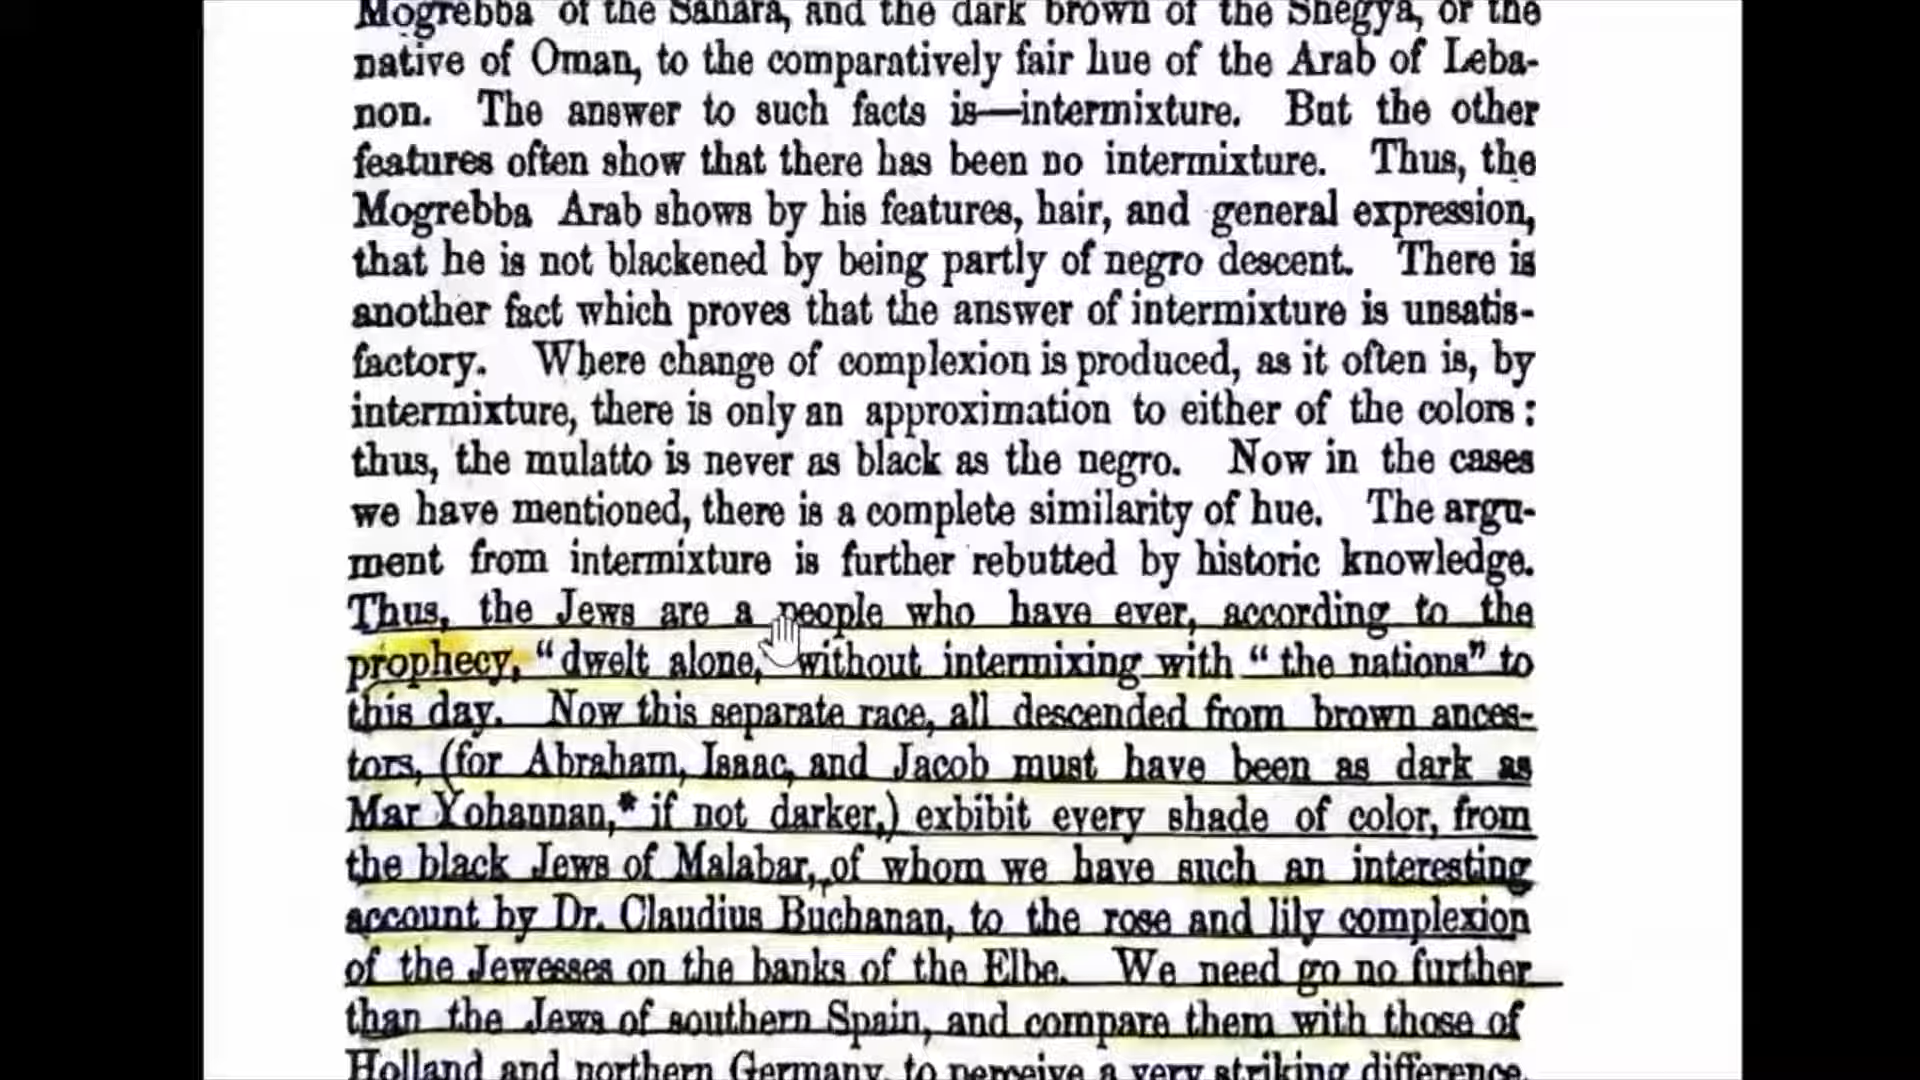 Mogrebba of the Sahara, and the dark brown of the Shegya, or the
native of Oman, to the comparatively fair hue of the Arab of Leba-
non. The answer to such facts is—intermixture. But the other
features often show that there has been no intermixture. Thus, the
Mogrebba Arab shows by his features, hair, and general expression,
that he is not blackened by being partly of negro descent. There is
another fact which proves that the answer of intermixture is unsatis-
factory. Where change of complexion is produced, as it often is, by
intermixture, there is only an approximation to either of the colors:
thus, the mulatto is never as black as the negro. Now in the cases
we have mentioned, there is a complete similarity of hue. The argu-
ment from intermixture is further rebutted by historic knowledge.
Thus, the Jews are a people who have ever, according to the
prophecy, “dwelt alone, without intermixing with “the nations” to
this day. Now this separate race, all descended from brown ances-
tors, (for Abraham, Isaac, and Jacob must have been as dark as
Mar Yohannan,* if not darker,) exhibit every shade of color, from
the black Jews of Malabar, of whom we have such an interesting
account by Dr. Claudius Buchanan, to the rose and lily complexion
of the Jewesses on the banks of the Elbe. We need go no further
than the Jews of southern Spain, and compare them with those of
Holland and northern Germany, to perceive a very striking difference.